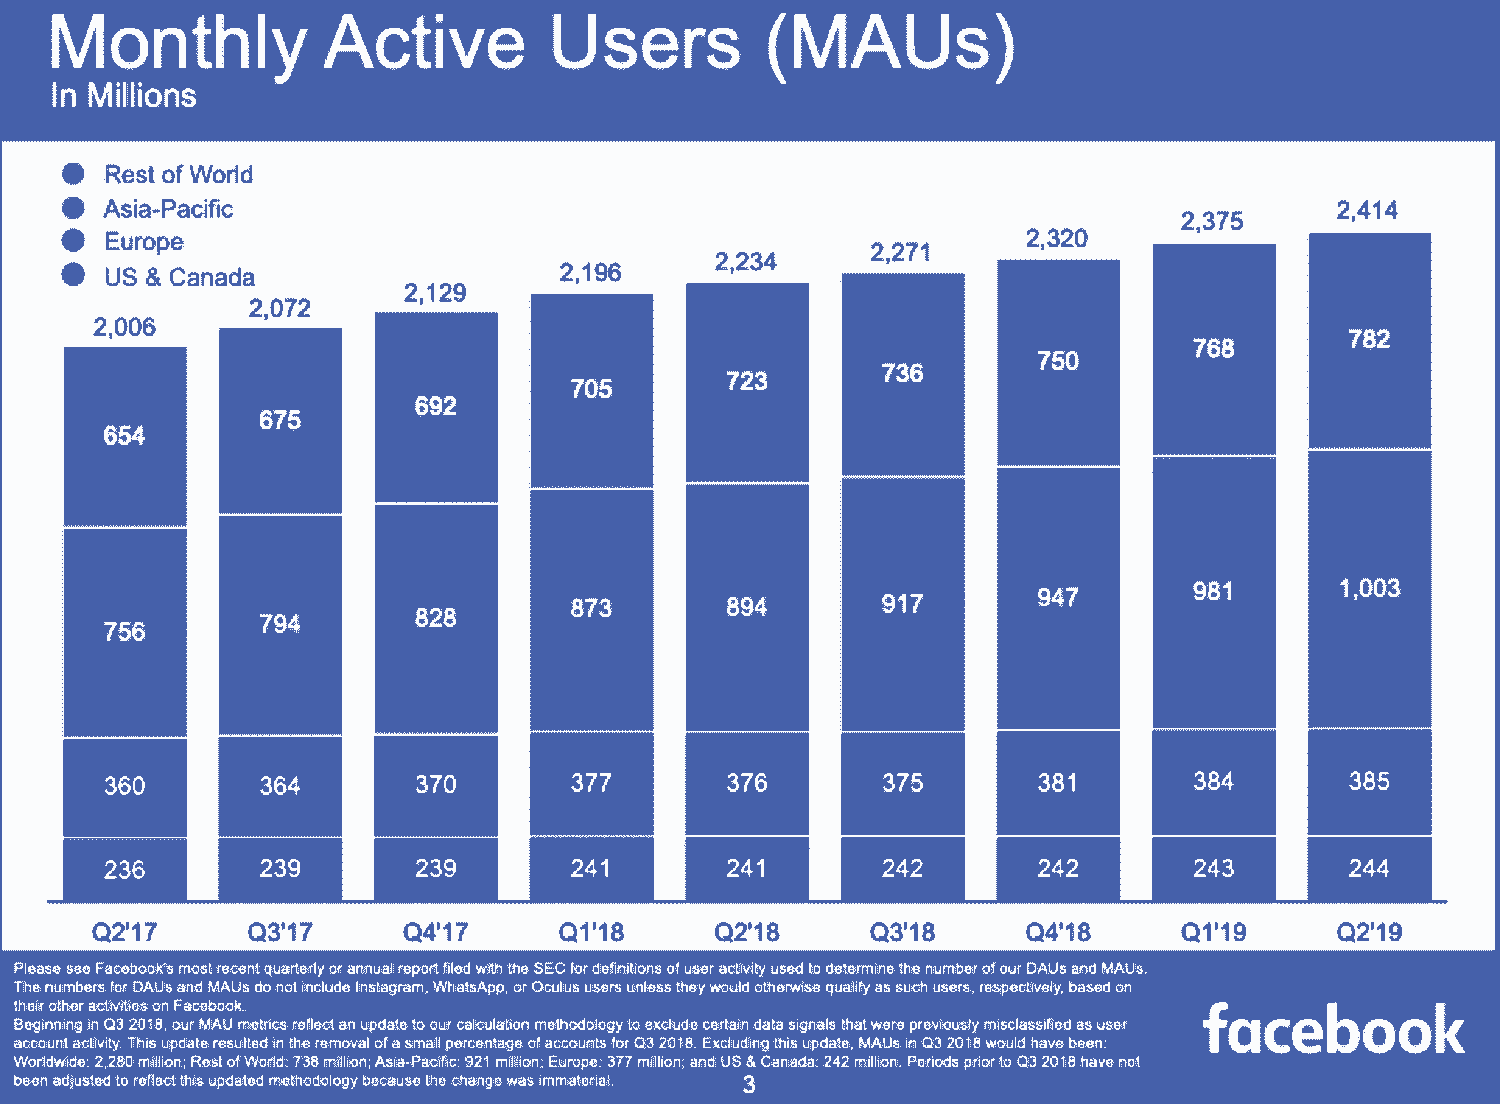 Monthly Active Users (MAUs)
In Millions
Rest of World
Asia-Pacific
Europe
US & Canada
2,006 2,072 2,129 2,196 2,234 2,271 2,320 2,375 2,414
654 675 692 705 723 736 750 768 782
756 794 828 873 894 917 947 981 1,003
360 364 370 377 376 375 381 384 385
236 239 239 241 241 242 242 243 244
Q2'17 Q3'17 Q4'17 Q1'18 Q2'18 Q3'18 Q4'18 Q1'19 Q2'19
Please see Facebook's most recent quarterly or annual report filed with the SEC for definitions of user activity used to determine the number of our DAUs and MAUs.
The numbers for DAUs and MAUs do not include Instagram, WhatsApp, or Oculus users unless they would otherwise qualify as such users, respectively, based on
their other activities on Facebook.
Beginning in Q3 2018, our MAU metrics reflect an update to our calculation methodology to exclude certain data signals that were previously misclassified as user
account activity. This update resulted in the removal of a small percentage of accounts for Q3 2018. Excluding this update, MAUs in Q3 2018 would have been:
Worldwide: 2,280 million; Rest of World: 738 million; Asia-Pacific: 921 million; Europe: 377 million; and US & Canada: 242 million. Periods prior to Q3 2018 have not
been adjusted to reflect this updated methodology because the change was immaterial.
3
facebook